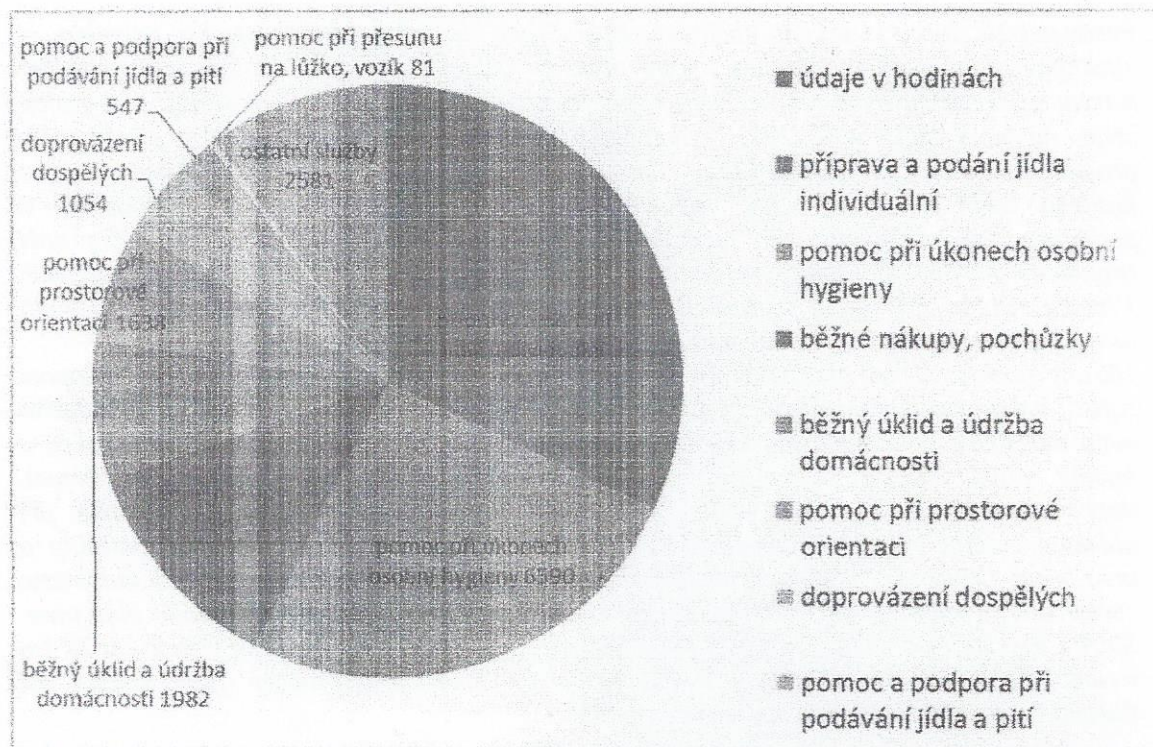 pomoc a podpora při
podávání jídla a pití
547
pomoc při přesunu
na lůžko, vozík 81
doprovázení
dospělých
1054
ostatní služby
2581
pomoc při
prostorové
orientaci 1638
pomoc při úkonech
osobní hygieny 6390
běžný úklid a údržba
domácnosti 1982
údaje v hodinách
příprava a podání jídla
individuální
pomoc při úkonech osobní
hygieny
běžné nákupy, pochůzky
běžný úklid a údržba
domácnosti
pomoc při prostorové
orientaci
doprovázení dospělých
pomoc a podpora při
podávání jídla a pití